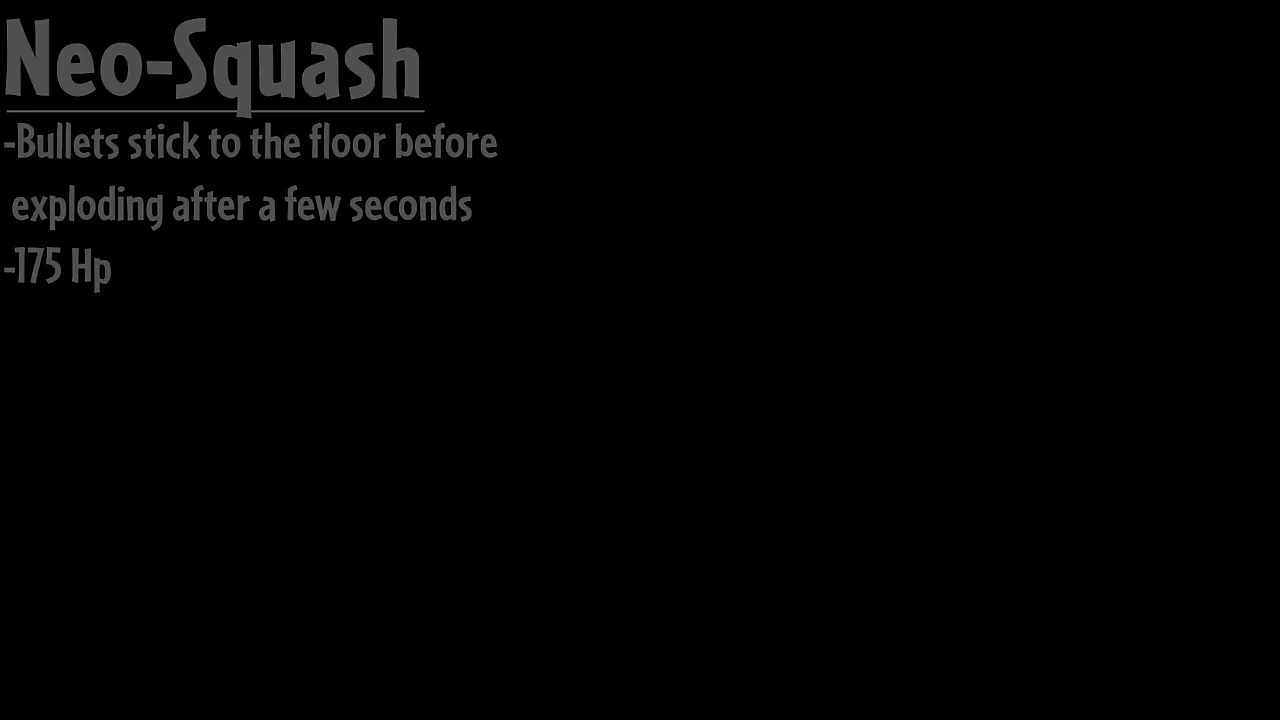 Neo-Squash
-Bullets stick to the floor before
exploding after a few seconds
-175 Hp